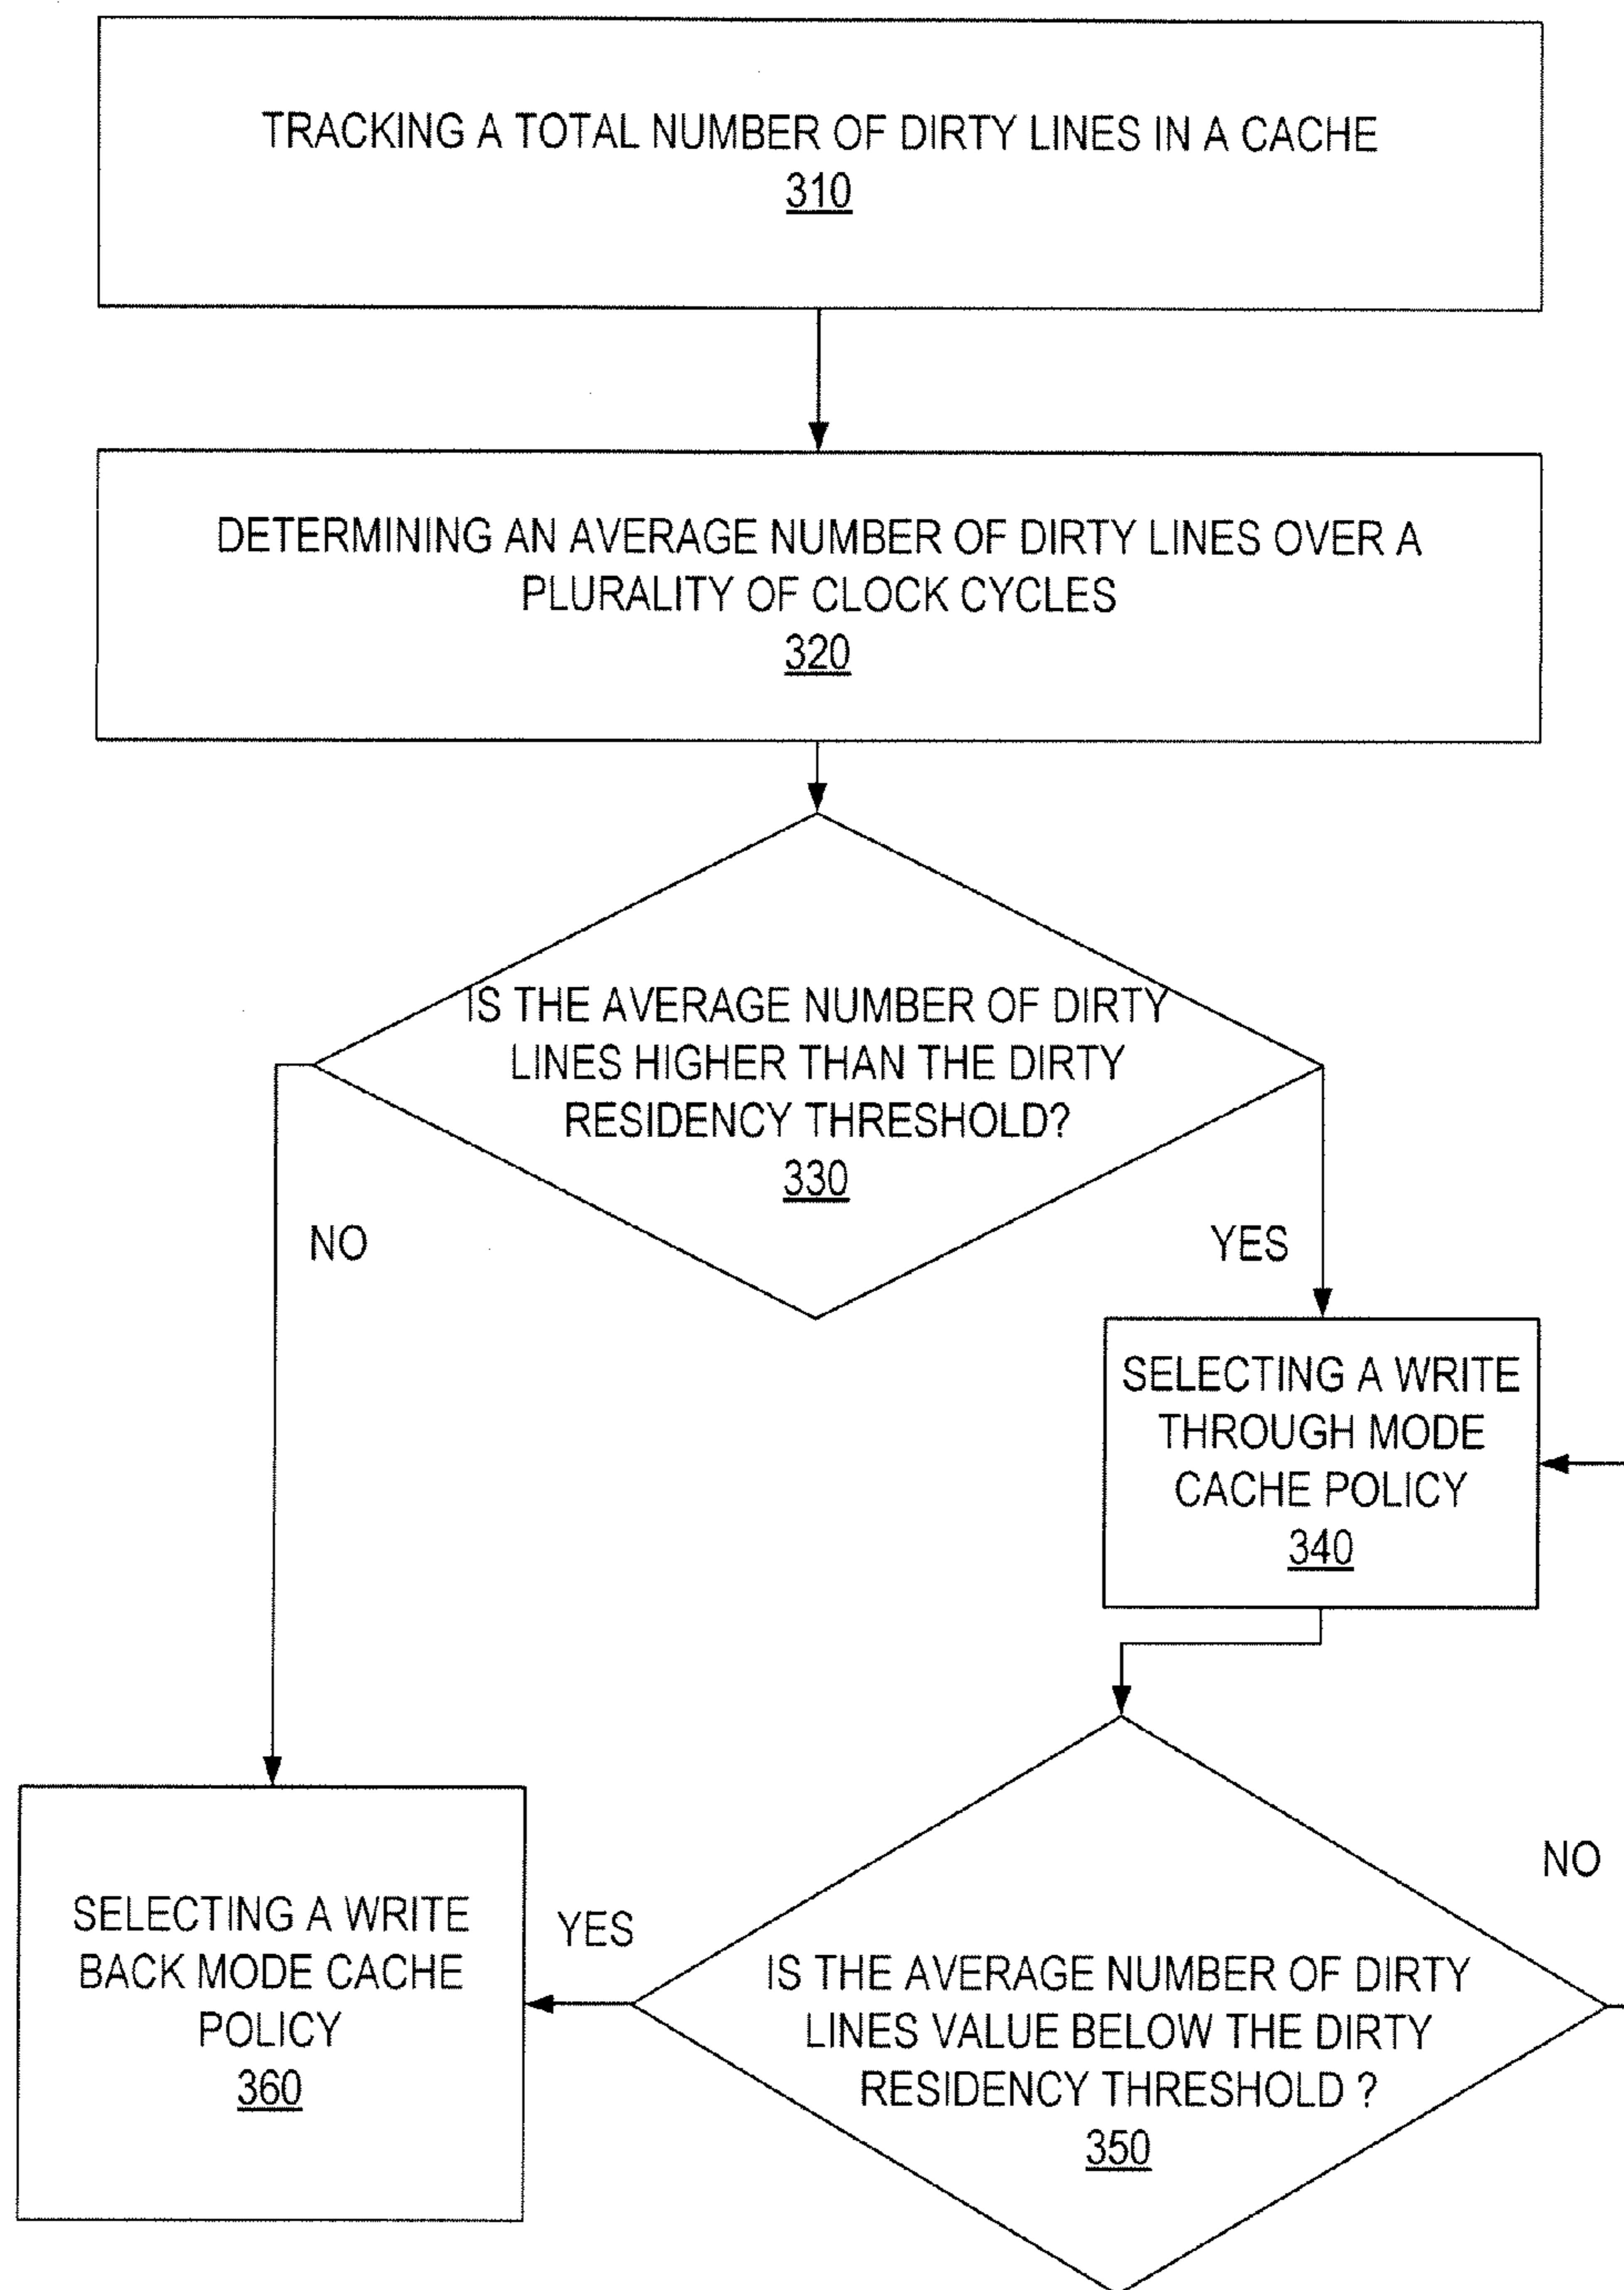 TRACKING A TOTAL NUMBER OF DIRTY LINES IN A CACHE
310
DETERMINING AN AVERAGE NUMBER OF DIRTY LINES OVER A
PLURALITY OF CLOCK CYCLES
320
IS THE AVERAGE NUMBER OF DIRTY
LINES HIGHER THAN THE DIRTY
RESIDENCY THRESHOLD?
330
NO
YES
SELECTING A WRITE
THROUGH MODE
CACHE POLICY
340
NO
YES
SELECTING A WRITE
BACK MODE CACHE
POLICY
360
IS THE AVERAGE NUMBER OF DIRTY
LINES VALUE BELOW THE DIRTY
RESIDENCY THRESHOLD ?
350